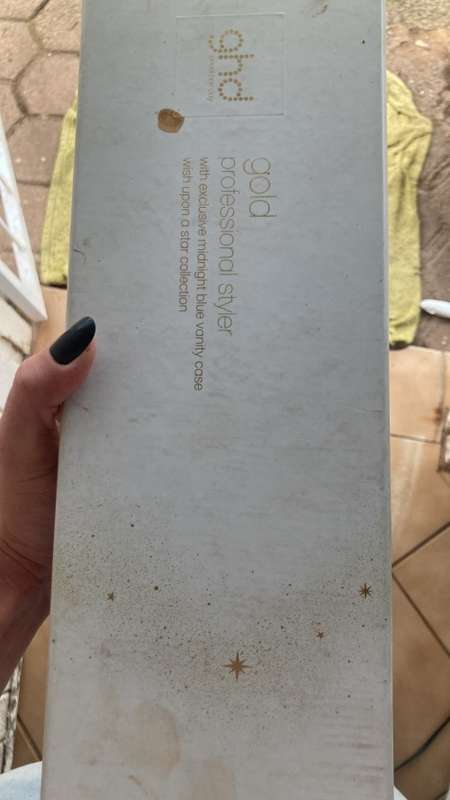 ghd
gold
professional styler
with exclusive midnight blue vanity case
wish upon a star collection